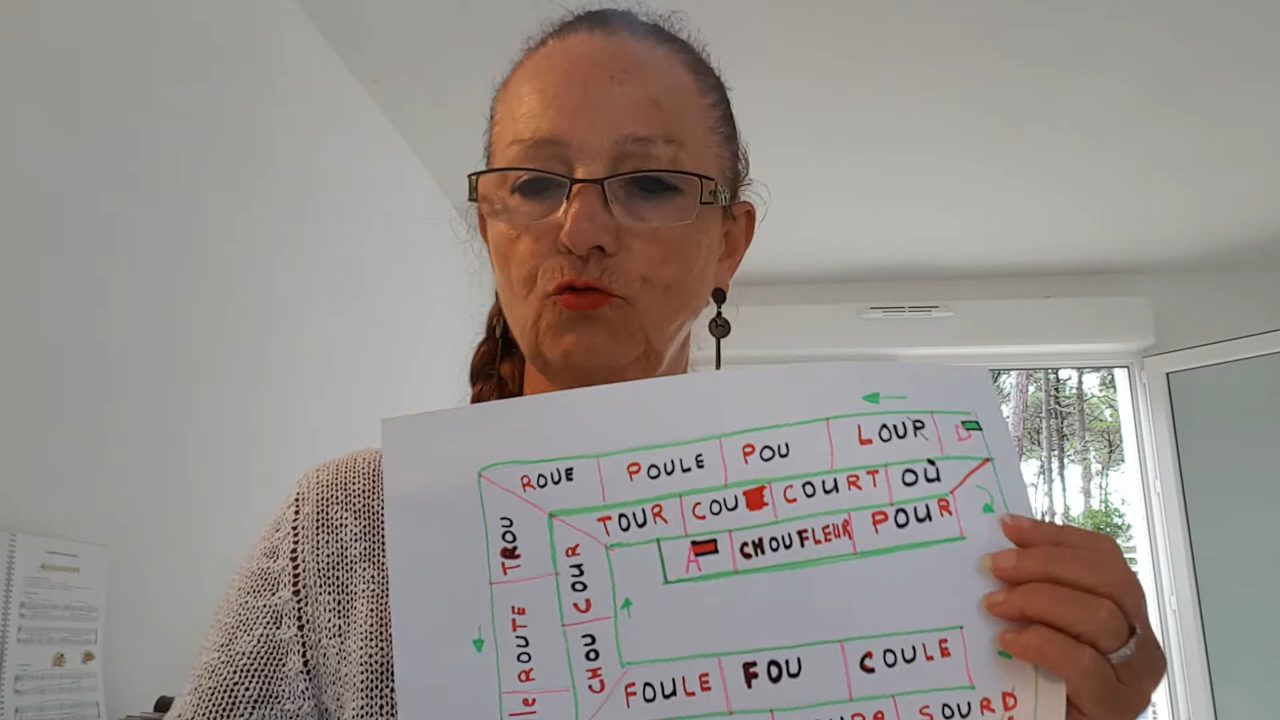 ROUE POULE POU LOUR D
TOUR COU COURT OÙ
A CHOUFLEUR POUR
TROU
COUR
ROUTE
CHOU
FOULE FOU COULE
le
SOURD